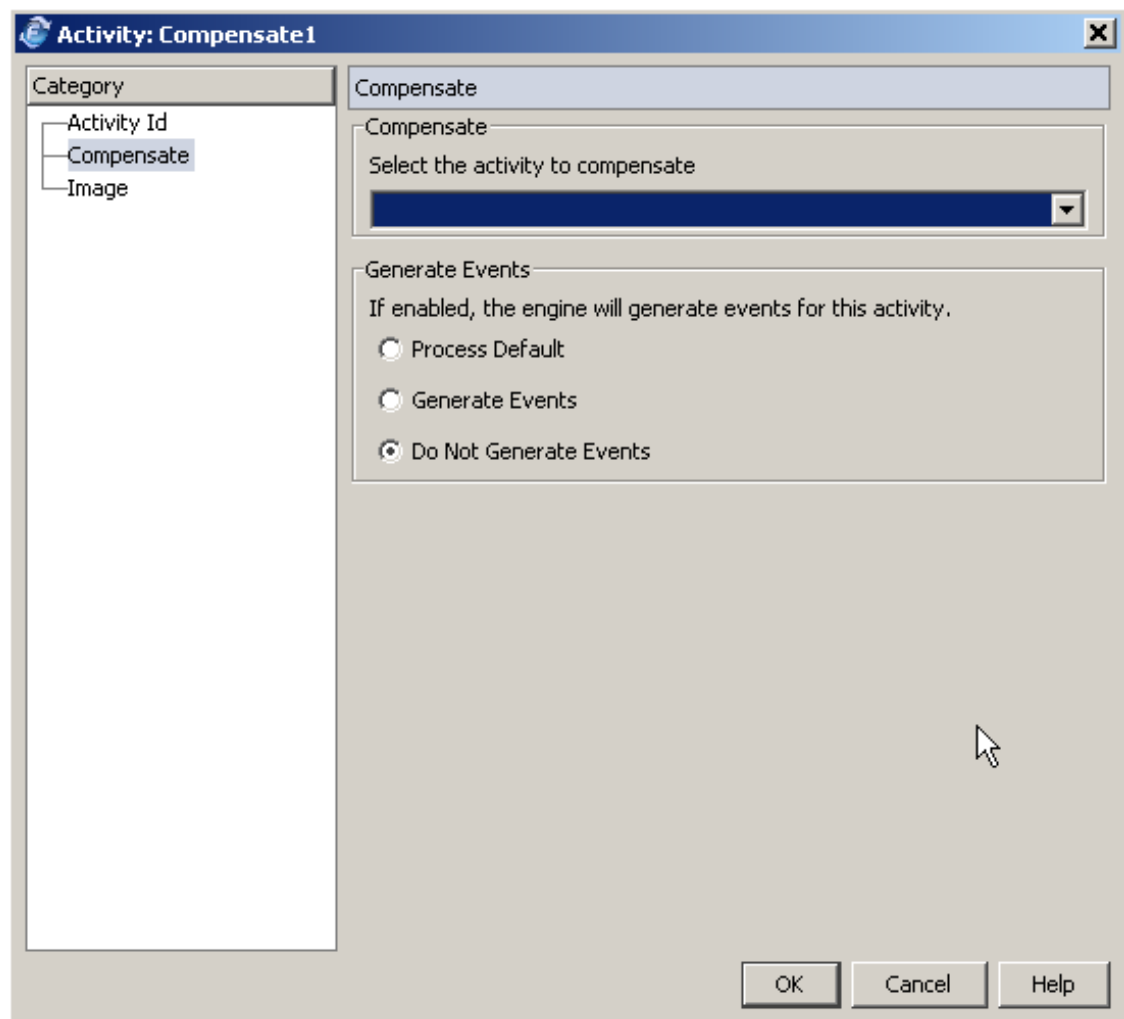 Activity: Compensate1
Category
Activity Id
Compensate
Image
Compensate
Compensate
Select the activity to compensate
Generate Events
If enabled, the engine will generate events for this activity.
Process Default
Generate Events
Do Not Generate Events
OK
Cancel
Help